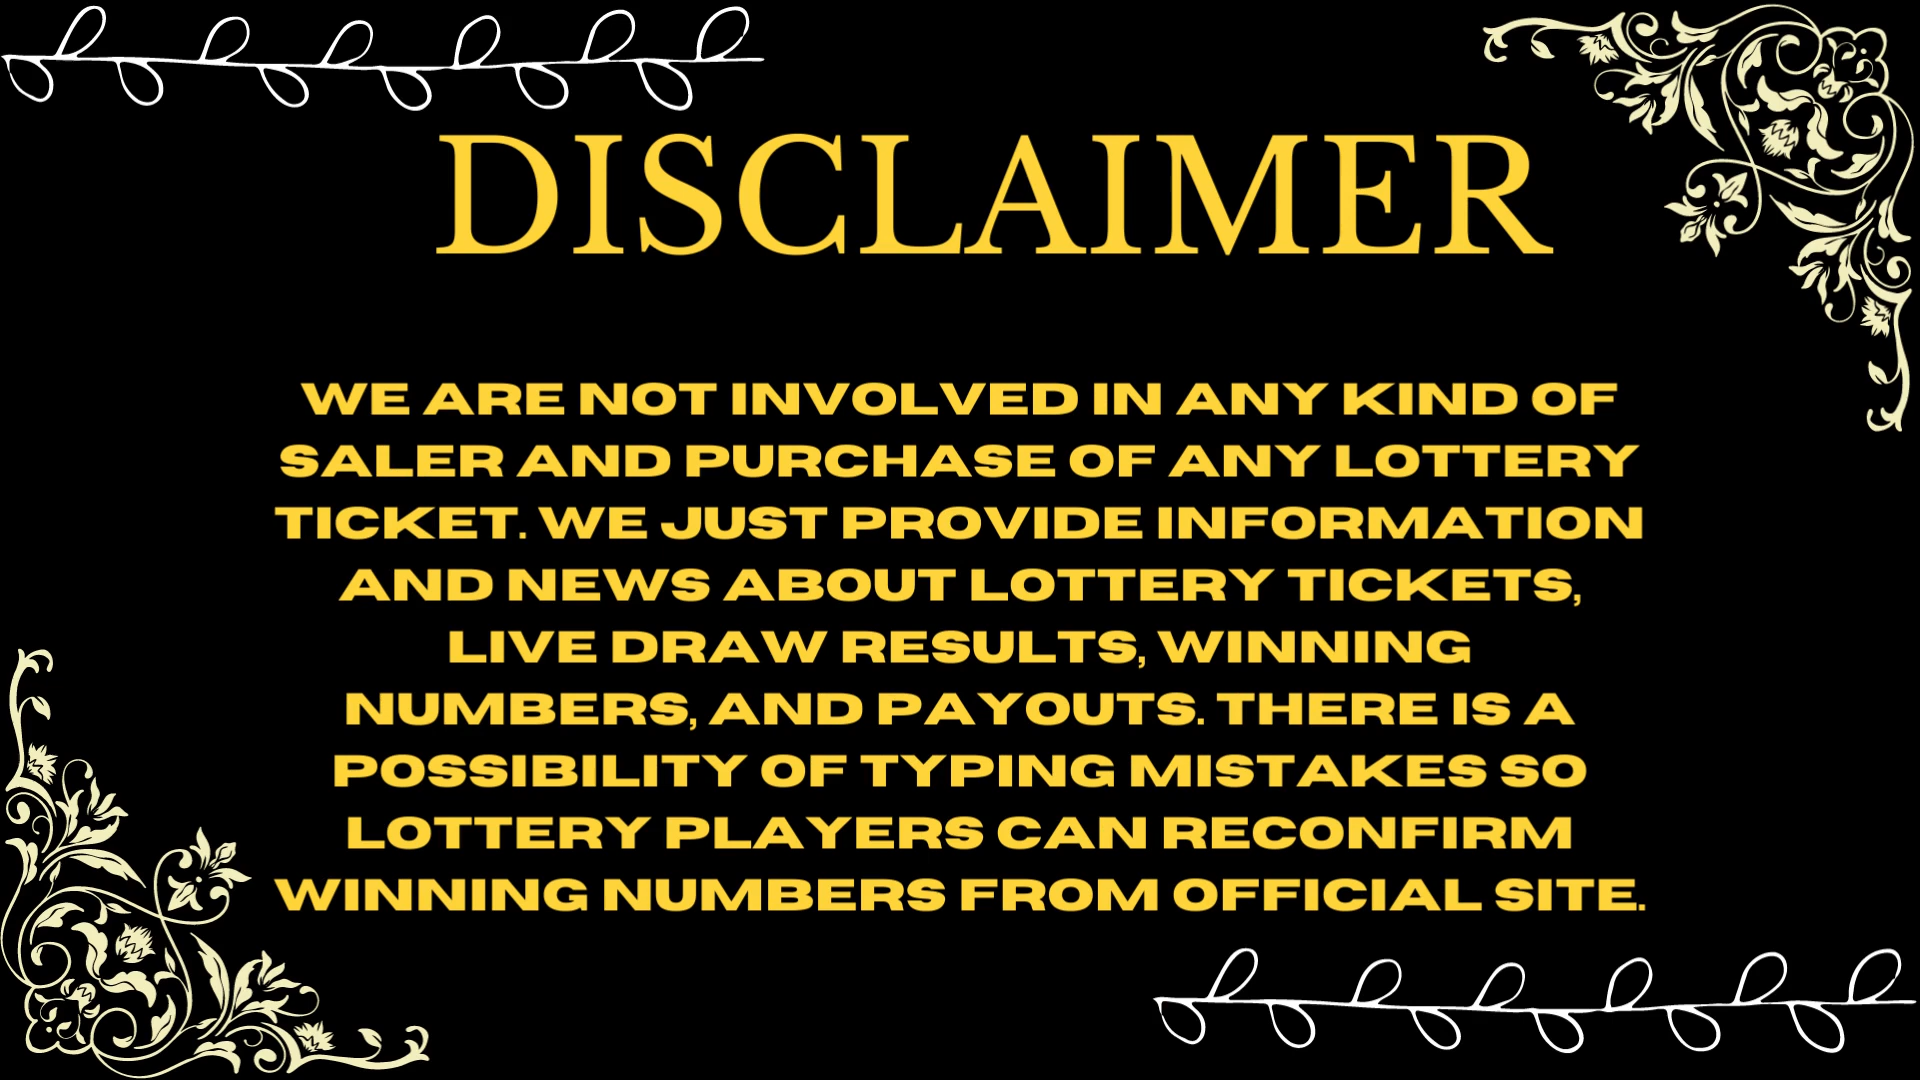 DISCLAIMER
WE ARE NOT INVOLVED IN ANY KIND OF
SALER AND PURCHASE OF ANY LOTTERY
TICKET. WE JUST PROVIDE INFORMATION
AND NEWS ABOUT LOTTERY TICKETS,
LIVE DRAW RESULTS, WINNING
NUMBERS, AND PAYOUTS. THERE IS A
POSSIBILITY OF TYPING MISTAKES SO
LOTTERY PLAYERS CAN RECONFIRM
WINNING NUMBERS FROM OFFICIAL SITE.